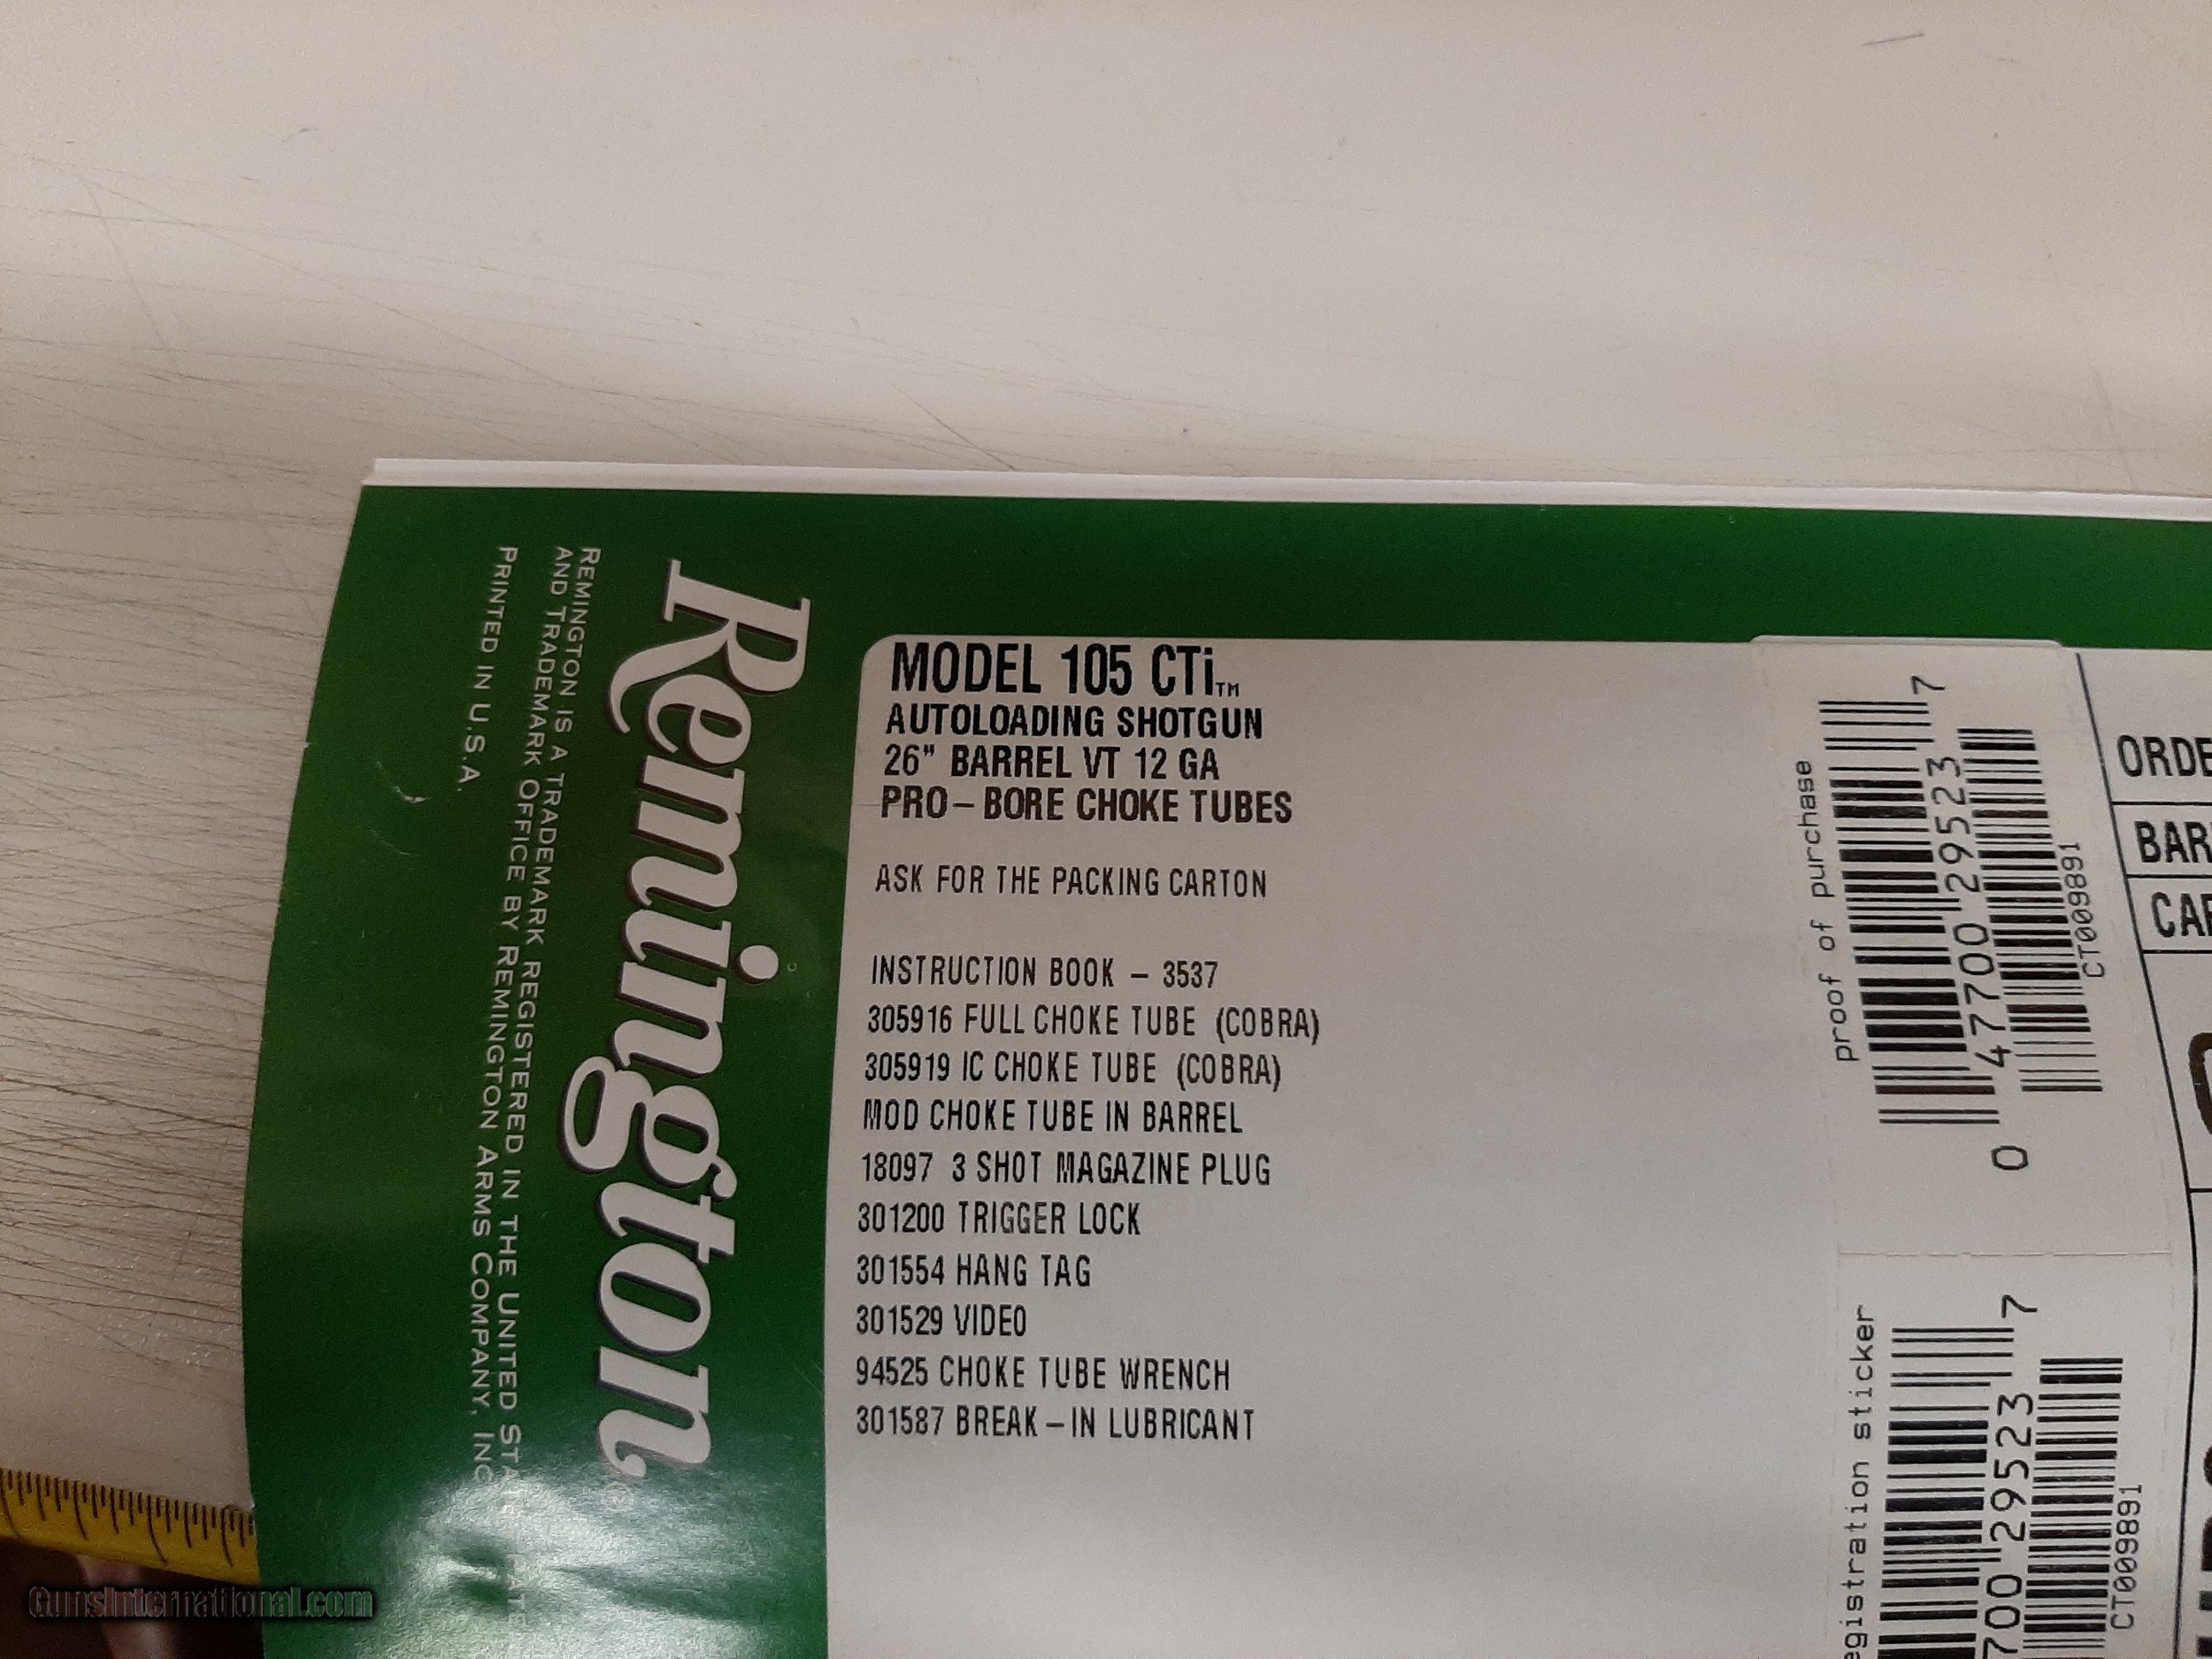 REMINGTON IS A TRADEMARK REGISTERED IN THE UNITED
AND TRADEMARK OFFICE BY REMINGTON ARMS COMPANY, INC
PRINTED IN U.S.A.
Remington
MODEL 105 CTi™
AUTOLOADING SHOTGUN
26" BARREL VT 12 GA
PRO-BORE CHOKE TUBES
ASK FOR THE PACKING CARTON
INSTRUCTION BOOK - 3537
305916 FULL CHOKE TUBE (COBRA)
305919 IC CHOKE TUBE (COBRA)
MOD CHOKE TUBE IN BARREL
18097 3 SHOT MAGAZINE PLUG
301200 TRIGGER LOCK
301554 HANG TAG
301529 VIDEO
94525 CHOKE TUBE WRENCH
301587 BREAK-IN LUBRICANT
proof of purchase
0 47700 29523 7
CT009891
egistration sticker
700 29523 7
CT009891
ORDE
BAR
GunsInternational.com